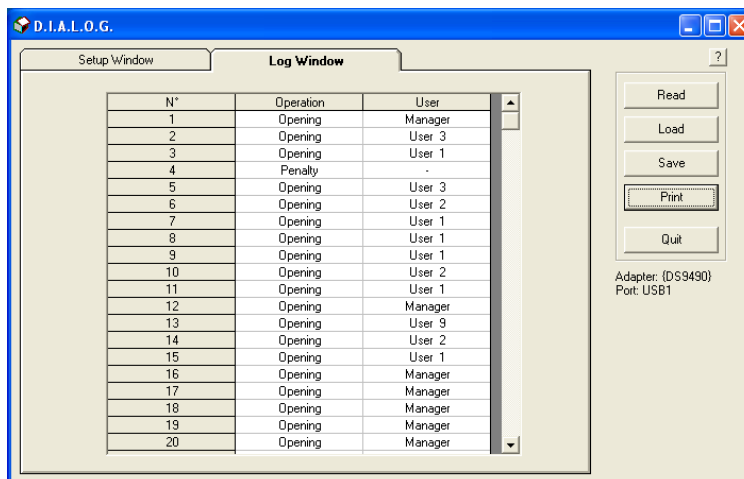 D.I.A.L.O.G.
Setup Window Log Window ?
N° Operation User
1 Opening Manager
2 Opening User 3
3 Opening User 1
4 Penalty -
5 Opening User 3
6 Opening User 2
7 Opening User 1
8 Opening User 1
9 Opening User 1
10 Opening User 2
11 Opening User 1
12 Opening Manager
13 Opening User 9
14 Opening User 2
15 Opening User 1
16 Opening Manager
17 Opening Manager
18 Opening Manager
19 Opening Manager
20 Opening Manager
Read
Load
Save
Print
Quit
Adapter: {DS9490}
Port: USB1